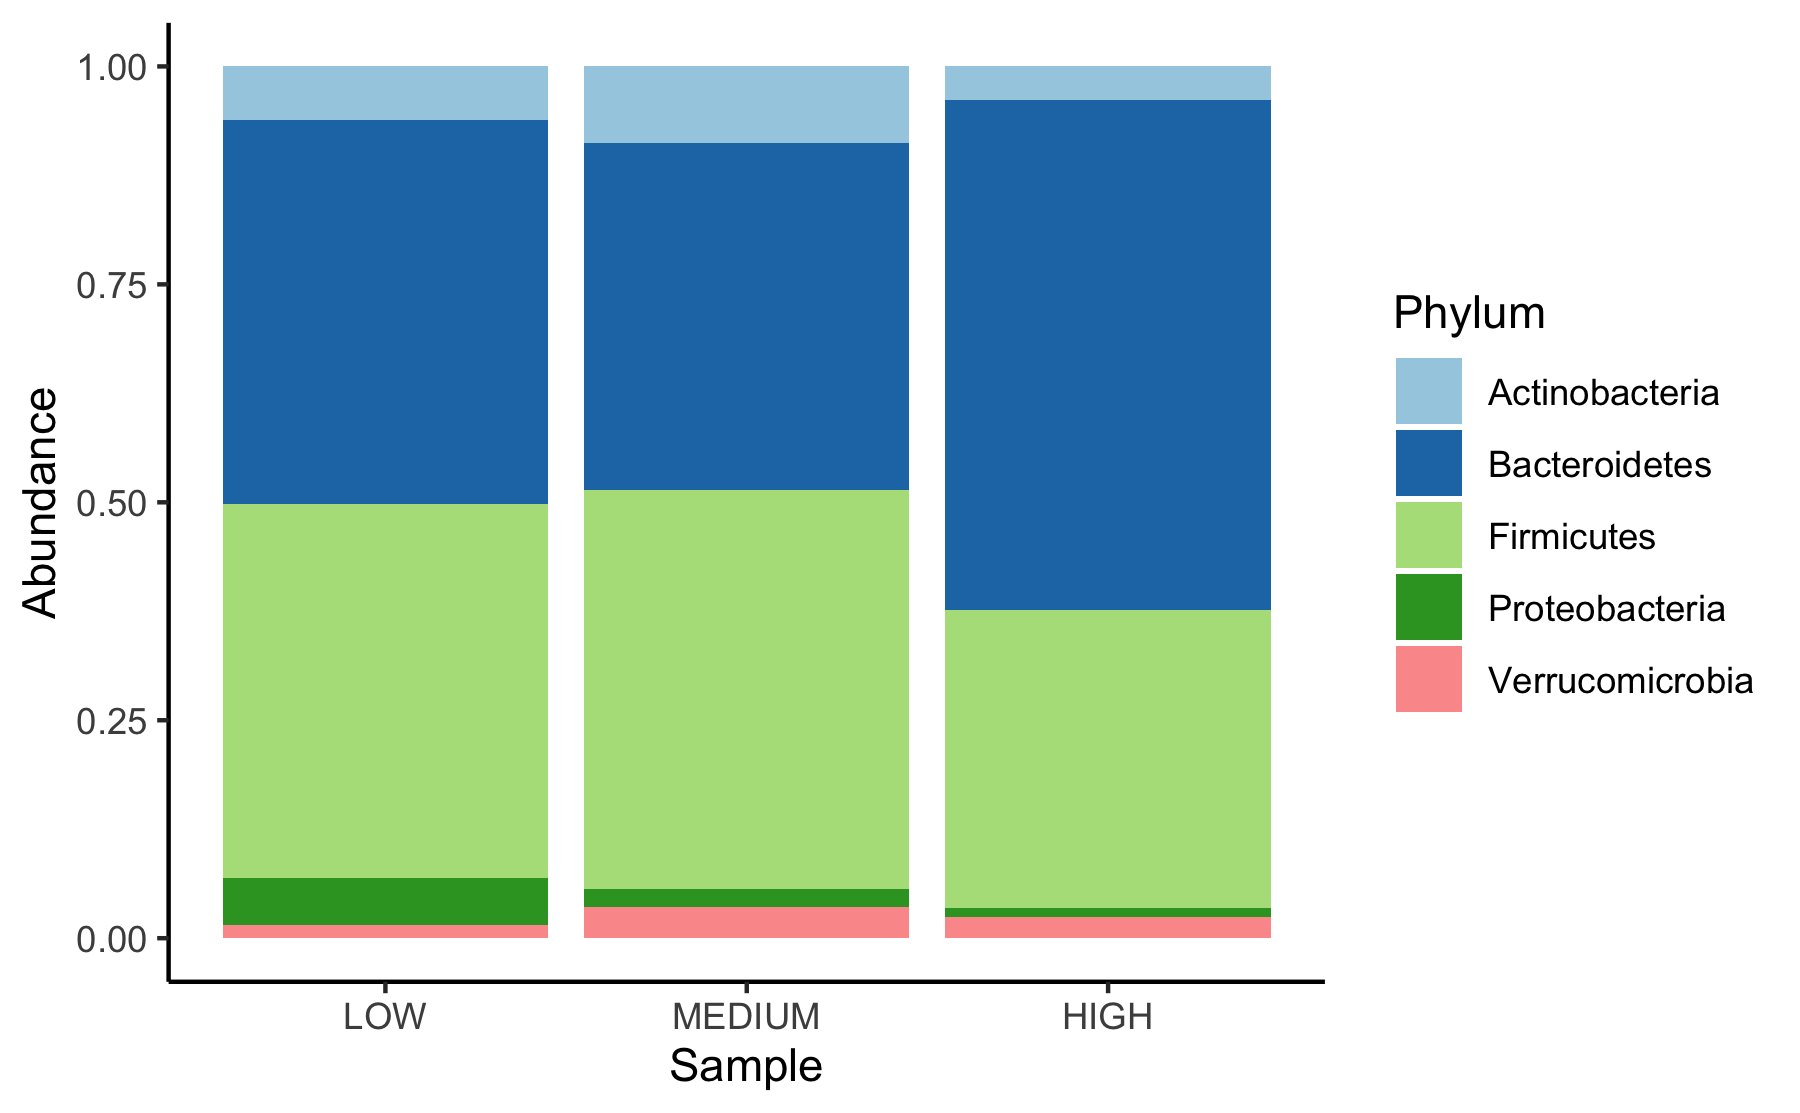 Abundance
1.00
0.75
0.50
0.25
0.00
LOW MEDIUM HIGH
Sample
Phylum
Actinobacteria
Bacteroidetes
Firmicutes
Proteobacteria
Verrucomicrobia